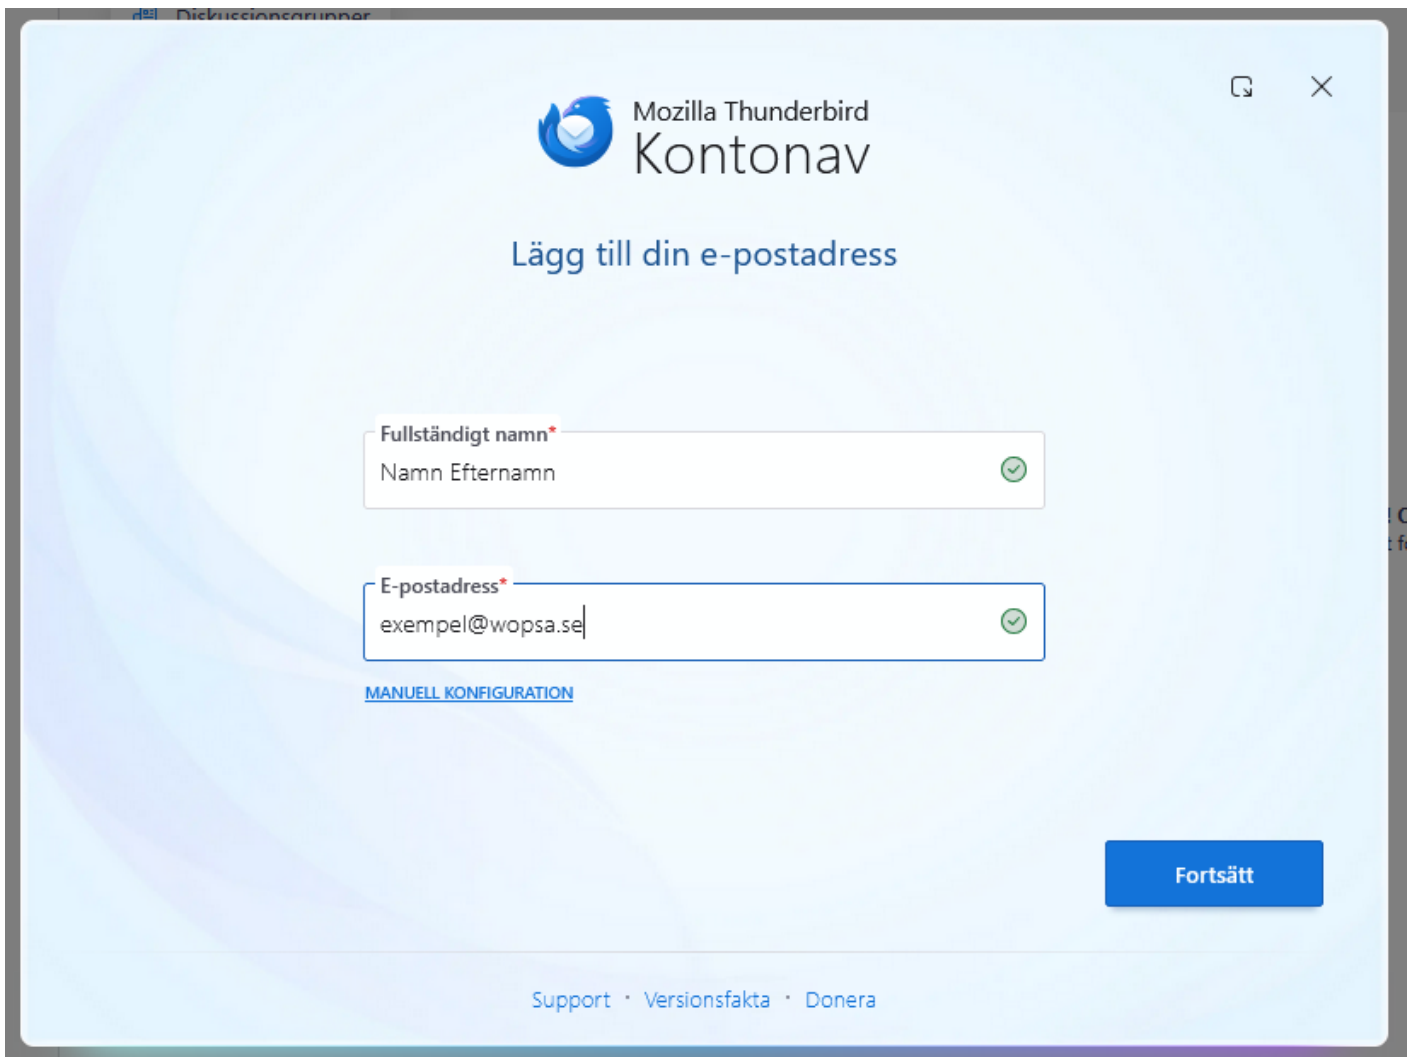 Diskussionsgrupper
Mozilla Thunderbird
Kontonav
Lägg till din e-postadress
Fullständigt namn*
Namn Efternamn
E-postadress*
exempel@wopsa.se
MANUELL KONFIGURATION
Fortsätt
Support · Versionsfakta · Donera